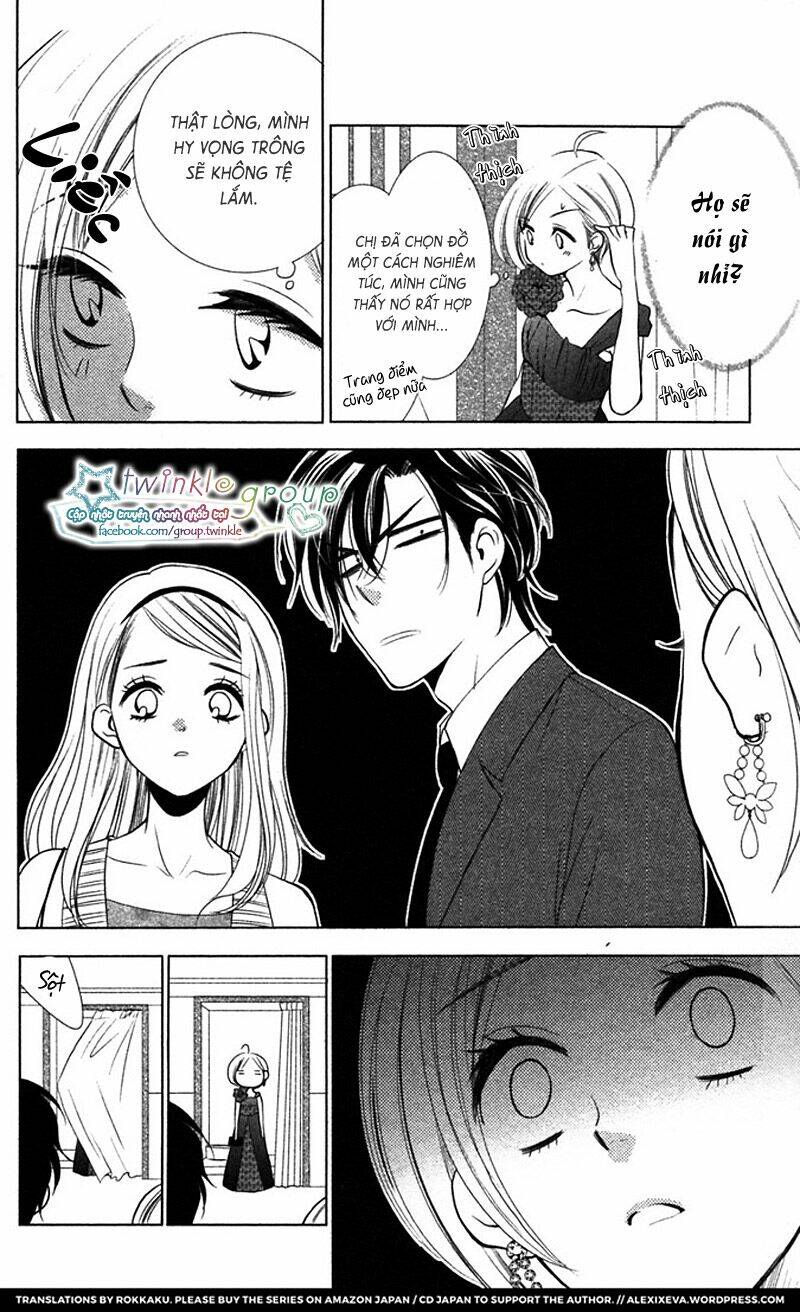 Họ sẽ
nói gì
nhỉ?
Thình
thịch
CHỊ ĐÃ CHỌN ĐỒ
MỘT CÁCH NGHIÊM
TÚC, MÌNH CŨNG
THẤY NÓ RẤT HỢP
VỚI MÌNH...
Trang điểm
cũng đẹp nữa
Thình
thịch
THẬT LÒNG, MÌNH
HY VỌNG TRÔNG
SẼ KHÔNG TỆ
LẮM.
Liếc
twinkle group
Cập nhật truyện nhanh nhất tại
facebook.com/group.twinkle
Sột
TRANSLATIONS BY ROKKAKU. PLEASE BUY THE SERIES ON AMAZON JAPAN / CD JAPAN TO SUPPORT THE AUTHOR. // ALEXIXEVA.WORDPRESS.COM